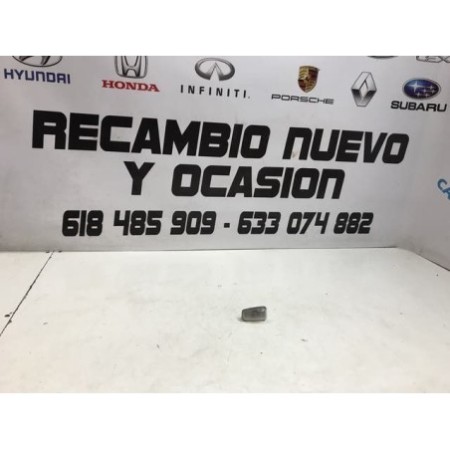 HYUNDAI
HONDA
INFINITI
PORSCHE
SUBARU
RECAMBIO NUEVO
Y OCASION
618 485 909 - 633 074 882